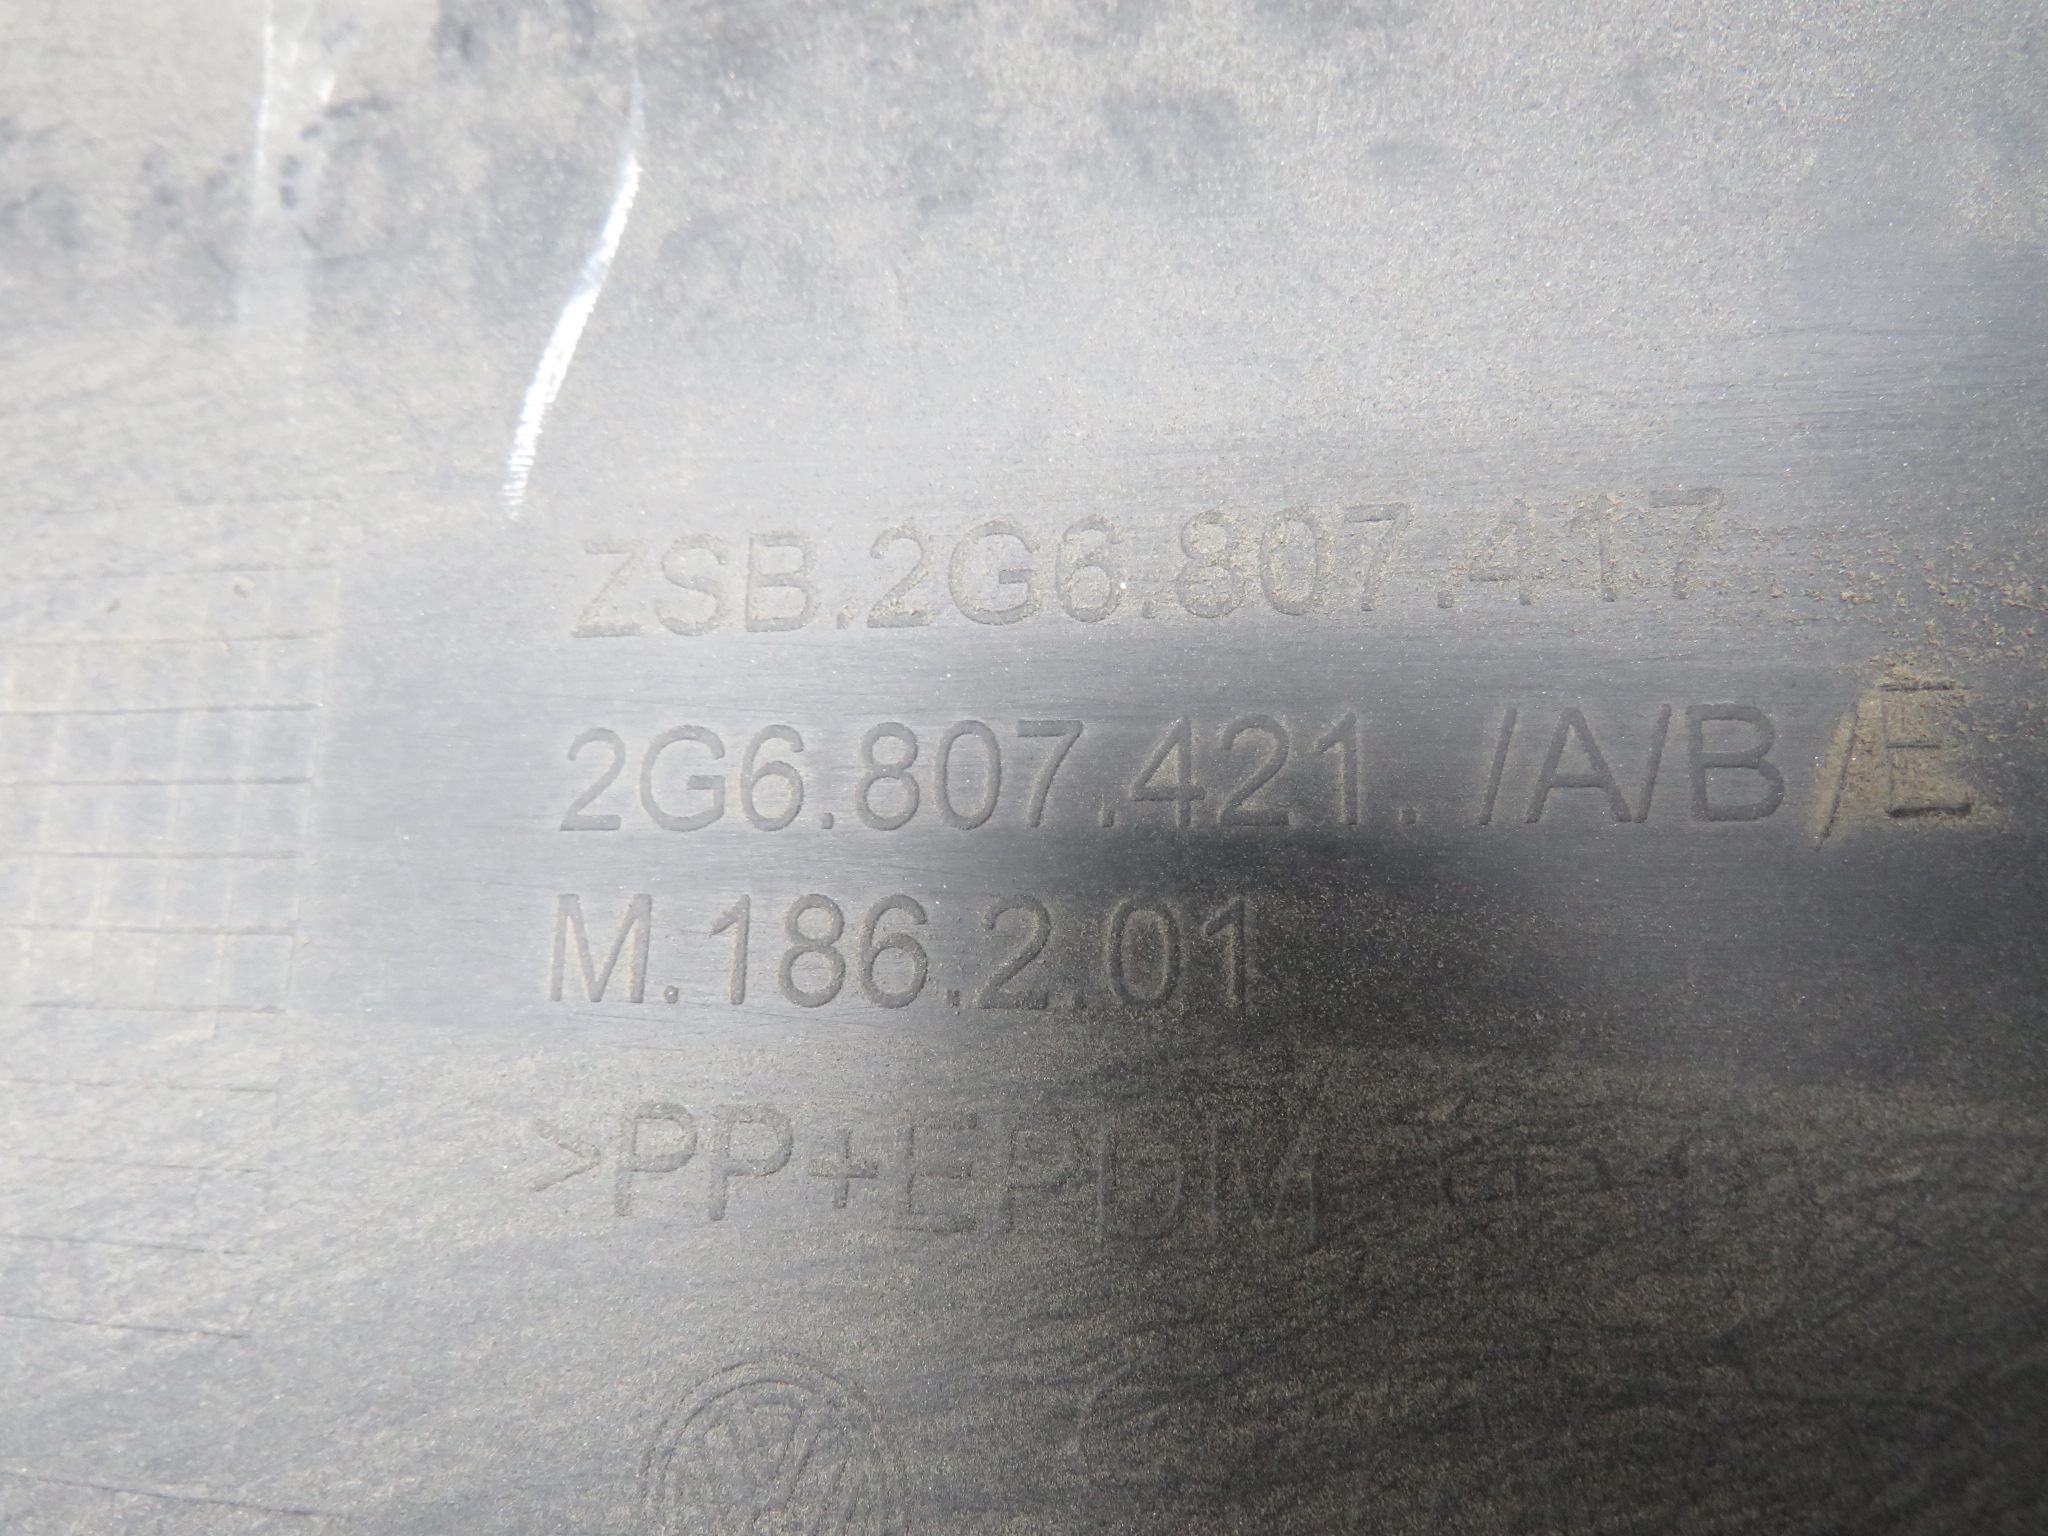 ZSB.2G6.807.417
2G6.807.421. /A/B/E
M.186.2.01
>PP+EPDM